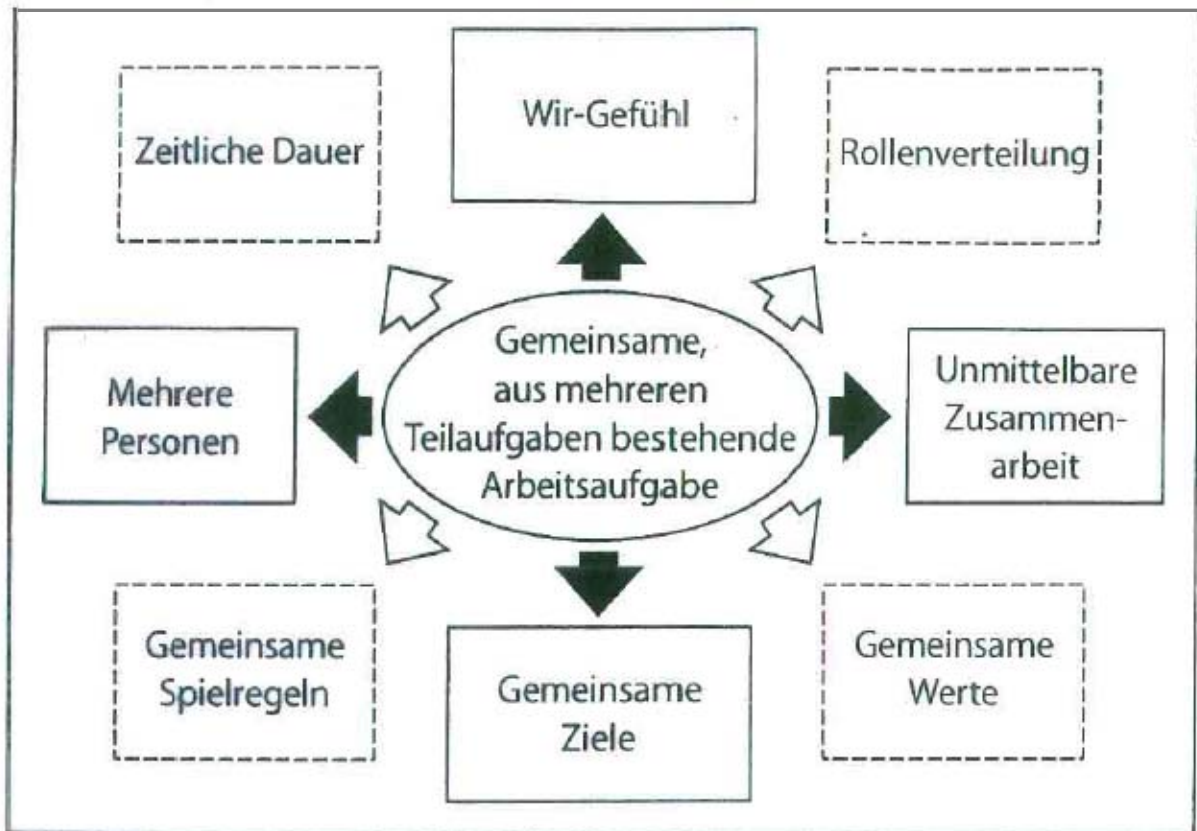 Wir-Gefühl
Zeitliche Dauer
Rollenverteilung
Gemeinsame,
aus mehreren
Teilaufgaben bestehende
Arbeitsaufgabe
Mehrere
Personen
Unmittelbare
Zusammen-
arbeit
Gemeinsame
Spielregeln
Gemeinsame
Ziele
Gemeinsame
Werte